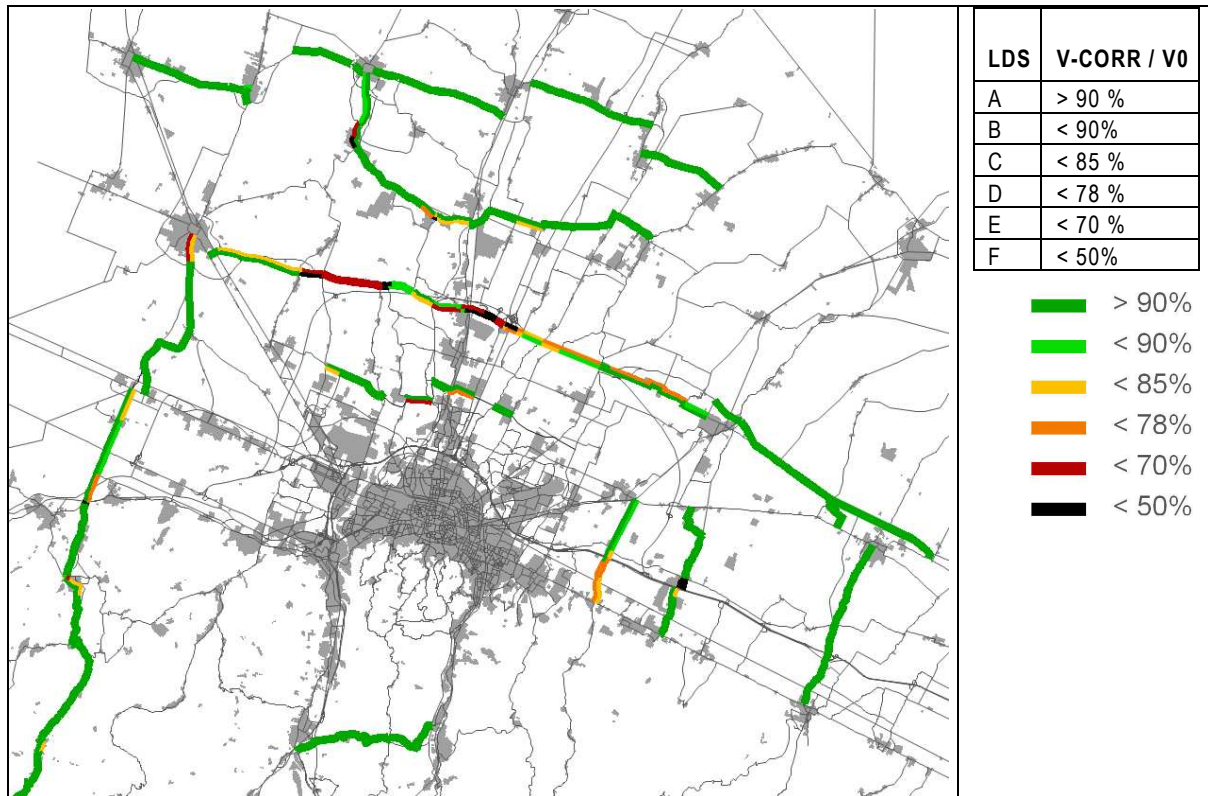 LDS V-CORR / V0
A > 90 %
B < 90%
C < 85 %
D < 78 %
E < 70 %
F < 50%
> 90%
< 90%
< 85%
< 78%
< 70%
< 50%